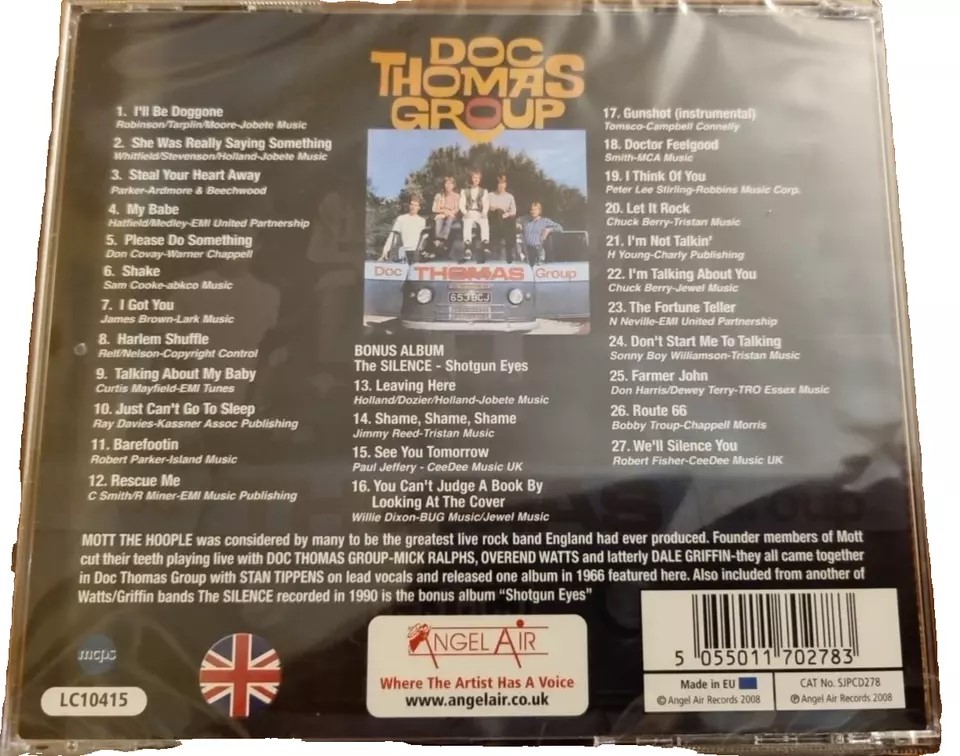 DOC
THOMAS
GROUP
1. I'll Be Doggone
Robinson/Tarplin/Moore-Jobete Music
2. She Was Really Saying Something
Whitfield/Stevenson/Holland-Jobete Music
3. Steal Your Heart Away
Parker-Ardmore & Beechwood
4. My Babe
Hatfield/Medley-EMI United Partnership
5. Please Do Something
Don Covay-Warner Chappell
6. Shake
Sam Cooke-abkco Music
7. I Got You
James Brown-Lark Music
8. Harlem Shuffle
Relf/Nelson-Copyright Control
9. Talking About My Baby
Curtis Mayfield-EMI Tunes
10. Just Can't Go To Sleep
Ray Davies-Kassner Assoc Publishing
11. Barefootin
Robert Parker-Island Music
12. Rescue Me
C Smith/R Miner-EMI Music Publishing
Doc THOMAS Group
653 BCJ
BONUS ALBUM
The SILENCE - Shotgun Eyes
13. Leaving Here
Holland/Dozier/Holland-Jobete Music
14. Shame, Shame, Shame
Jimmy Reed-Tristan Music
15. See You Tomorrow
Paul Jeffery - CeeDee Music UK
16. You Can't Judge A Book By
Looking At The Cover
Willie Dixon-BUG Music/Jewel Music
17. Gunshot (instrumental)
Tomsco-Campbell Connelly
18. Doctor Feelgood
Smith-MCA Music
19. I Think Of You
Peter Lee Stirling-Robbins Music Corp.
20. Let It Rock
Chuck Berry-Tristan Music
21. I'm Not Talkin'
H Young-Charly Publishing
22. I'm Talking About You
Chuck Berry-Jewel Music
23. The Fortune Teller
N Neville-EMI United Partnership
24. Don't Start Me To Talking
Sonny Boy Williamson-Tristan Music
25. Farmer John
Don Harris/Dewey Terry-TRO Essex Music
26. Route 66
Bobby Troup-Chappell Morris
27. We'll Silence You
Robert Fisher-CeeDee Music UK
MOTT THE HOOPLE was considered by many to be the greatest live rock band England had ever produced. Founder members of Mott
cut their teeth playing live with DOC THOMAS GROUP-MICK RALPHS, OVEREND WATTS and latterly DALE GRIFFIN-they all came together
in Doc Thomas Group with STAN TIPPENS on lead vocals and released one album in 1966 featured here. Also included from another of
Watts/Griffin bands The SILENCE recorded in 1990 is the bonus album "Shotgun Eyes"
mcps
LC10415
ANGEL AIR
Where The Artist Has A Voice
www.angelair.co.uk
5 055011 702783
Made in EU
© Angel Air Records 2008
CAT No. SJPCD278
℗ Angel Air Records 2008